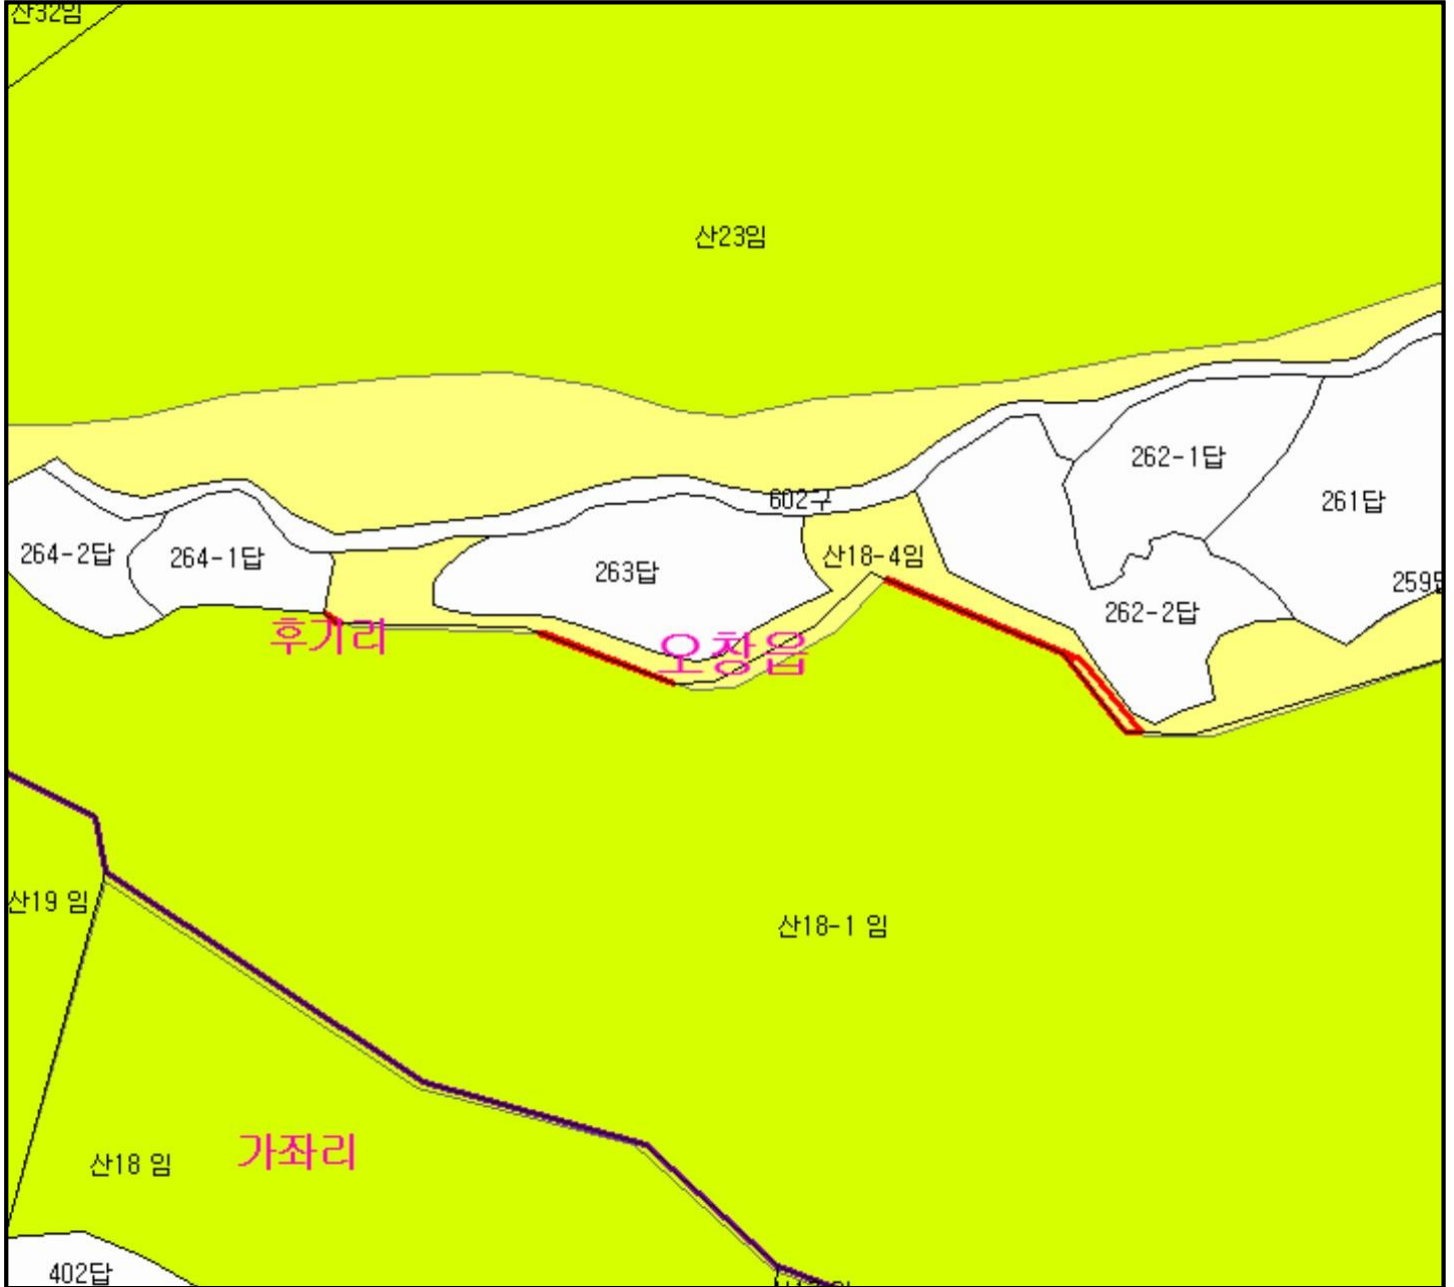 산32임
산23임
262-1답
261답
602구
264-2답
264-1답
263답
산18-4임
259답
262-2답
후기리
오창읍
산19 임
산18-1 임
가좌리
산18 임
402답